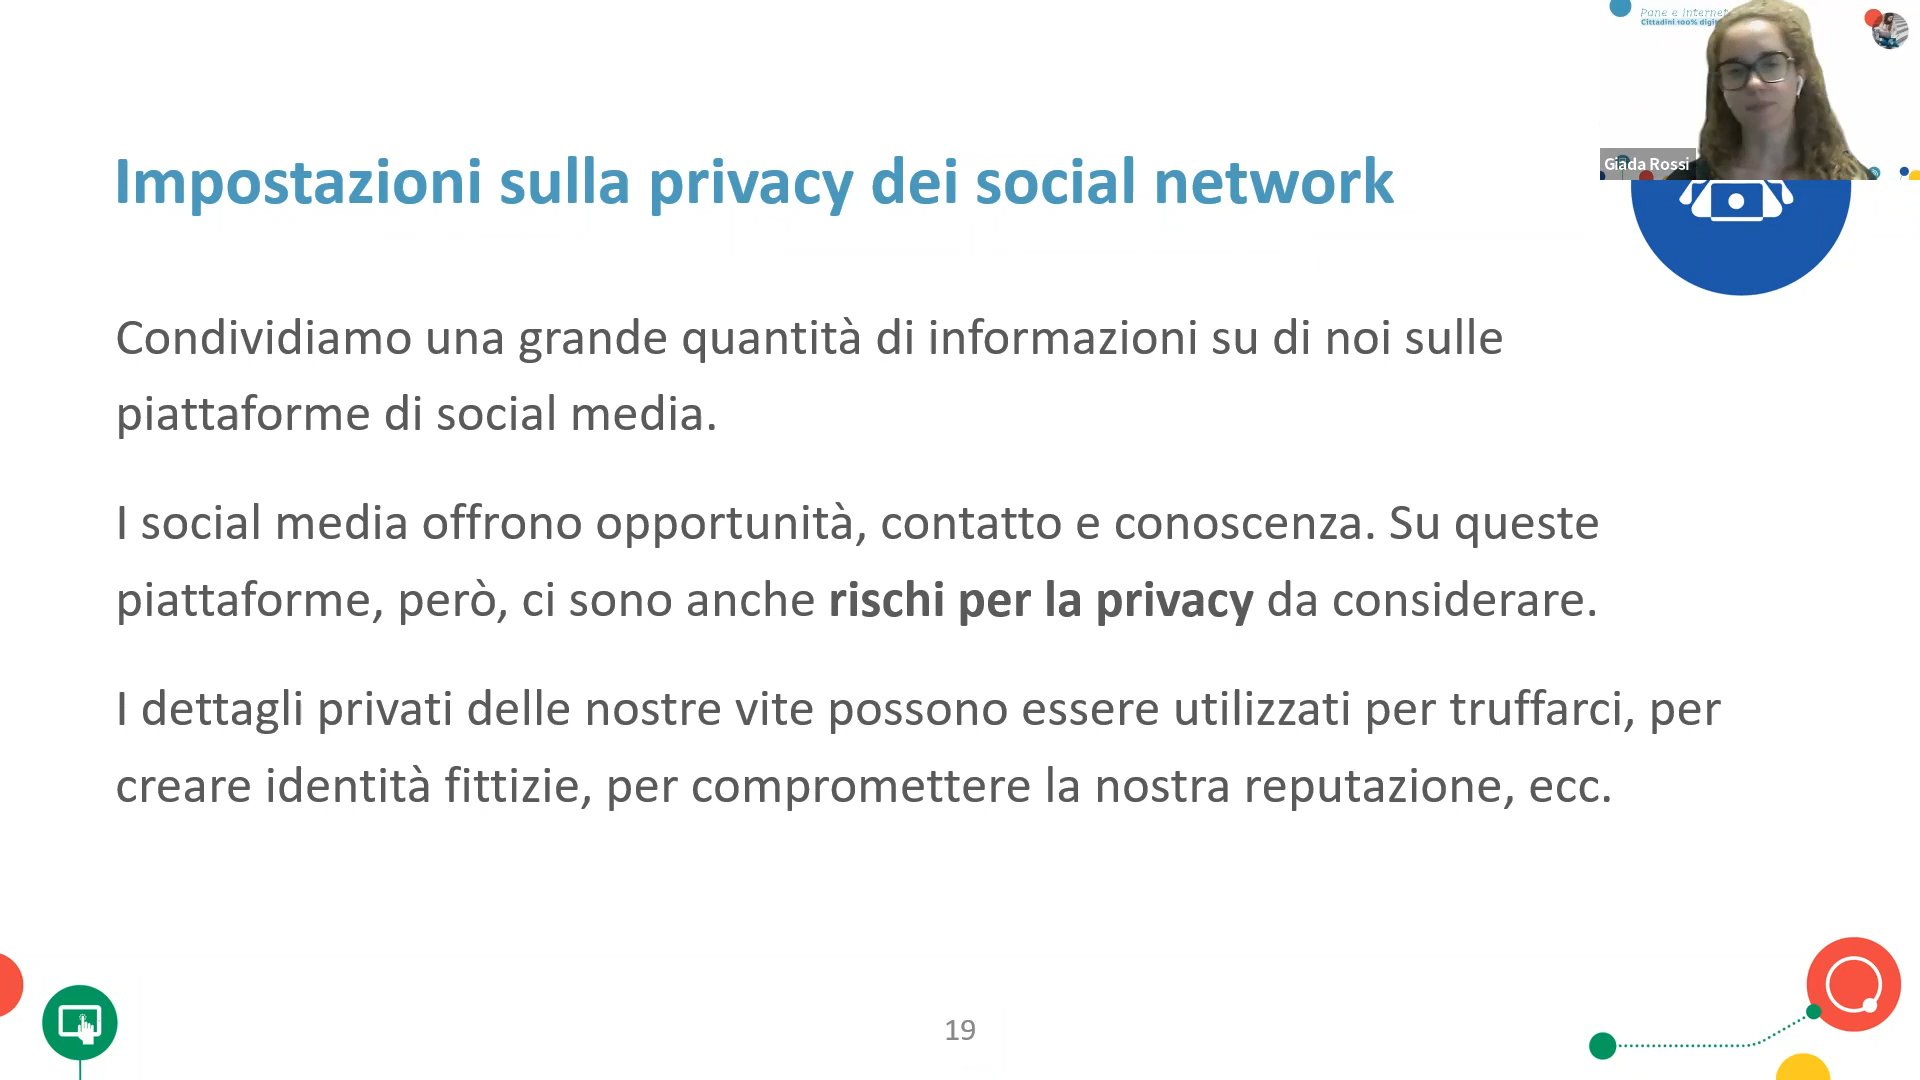 Pane e Internet
Cittadini 100% digit
Giada Rossi
Impostazioni sulla privacy dei social network
Condividiamo una grande quantità di informazioni su di noi sulle
piattaforme di social media.
I social media offrono opportunità, contatto e conoscenza. Su queste
piattaforme, però, ci sono anche rischi per la privacy da considerare.
I dettagli privati delle nostre vite possono essere utilizzati per truffarci, per
creare identità fittizie, per compromettere la nostra reputazione, ecc.
19